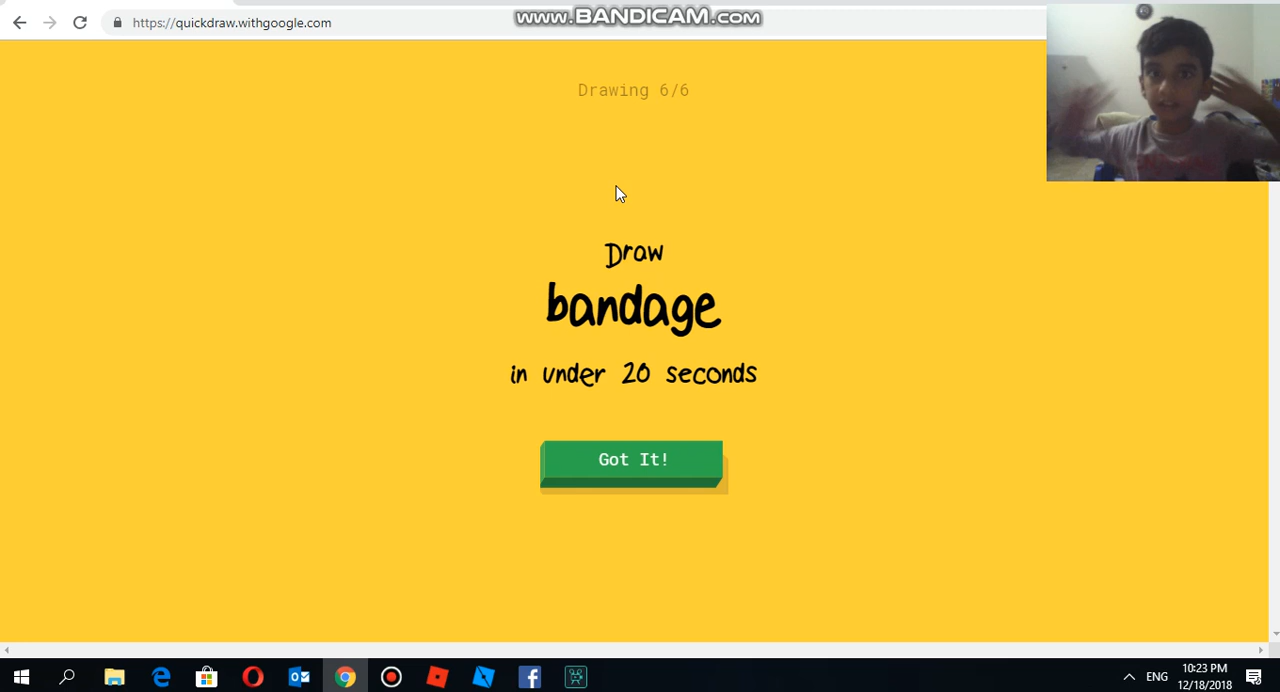 https://quickdraw.withgoogle.com
www.BANDICAM.com
Drawing 6/6
Draw
bandage
in under 20 seconds
Got It!
ENG
10:23 PM
12/18/2018